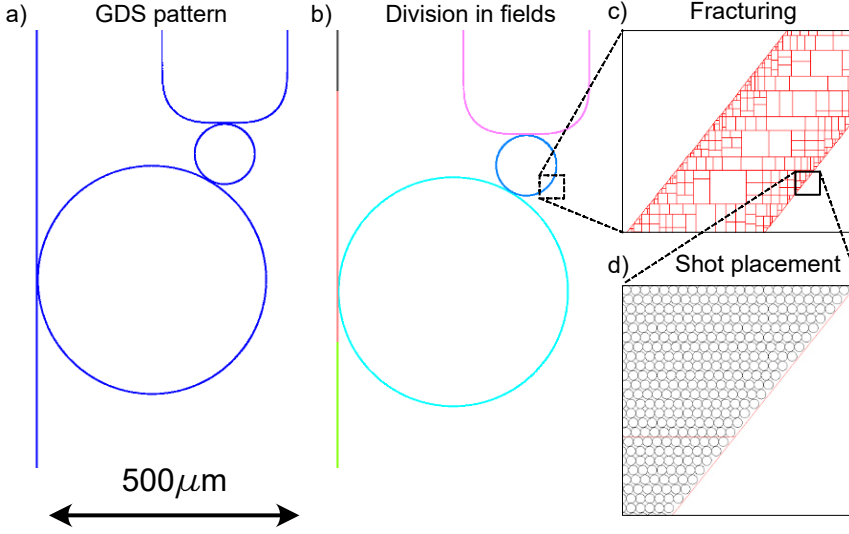 a)
GDS pattern
b)
Division in fields
c)
Fracturing
d)
Shot placement
500μm